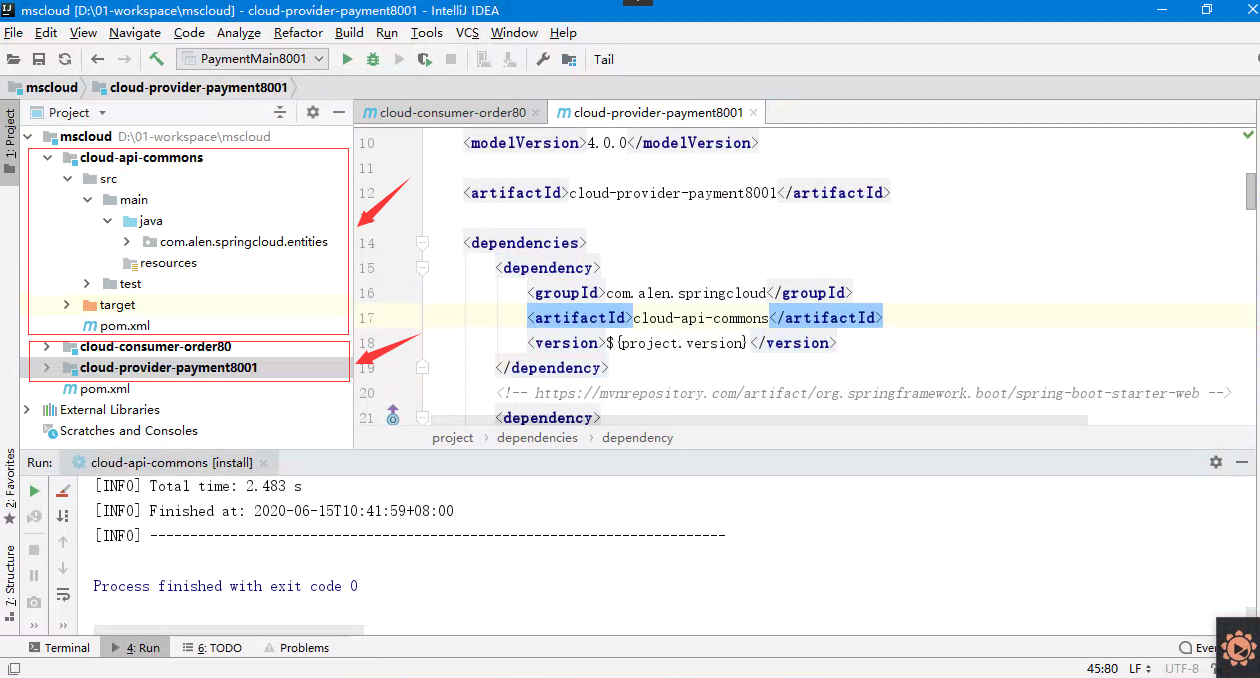 mscloud [D:\01-workspace\mscloud] - cloud-provider-payment8001 - IntelliJ IDEA
File Edit View Navigate Code Analyze Refactor Build Run Tools VCS Window Help
PaymentMain8001 Tail
mscloud cloud-provider-payment8001
1: Project
Project
cloud-consumer-order80 cloud-provider-payment8001
mscloud D:\01-workspace\mscloud
cloud-api-commons
src
main
java
com.alen.springcloud.entities
resources
test
target
pom.xml
cloud-consumer-order80
cloud-provider-payment8001
pom.xml
External Libraries
Scratches and Consoles
10 <modelVersion>4.0.0</modelVersion>
11
12 <artifactId>cloud-provider-payment8001</artifactId>
14 <dependencies>
15 <dependency>
16 <groupId>com.alen.springcloud</groupId>
17 <artifactId>cloud-api-commons</artifactId>
18 <version>${project.version}</version>
19 </dependency>
20 <!-- https://mvnrepository.com/artifact/org.springframework.boot/spring-boot-starter-web -->
21 <dependency>
project › dependencies › dependency
2: Favorites
7: Structure
Run: cloud-api-commons [install]
[INFO] Total time: 2.483 s
[INFO] Finished at: 2020-06-15T10:41:59+08:00
[INFO] ------------------------------------------------------------------------
Process finished with exit code 0
Terminal 4: Run 6: TODO Problems
45:80 LF UTF-8